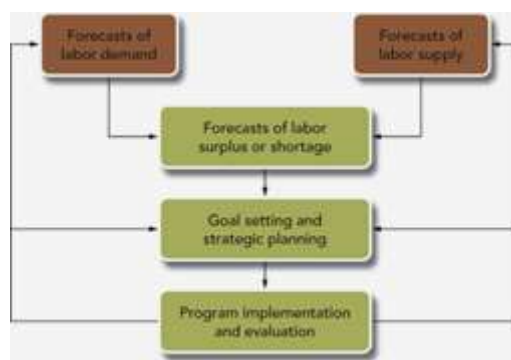 Forecasts of
labor demand
Forecasts of
labor supply
Forecasts of labor
surplus or shortage
Goal setting and
strategic planning
Program implementation
and evaluation